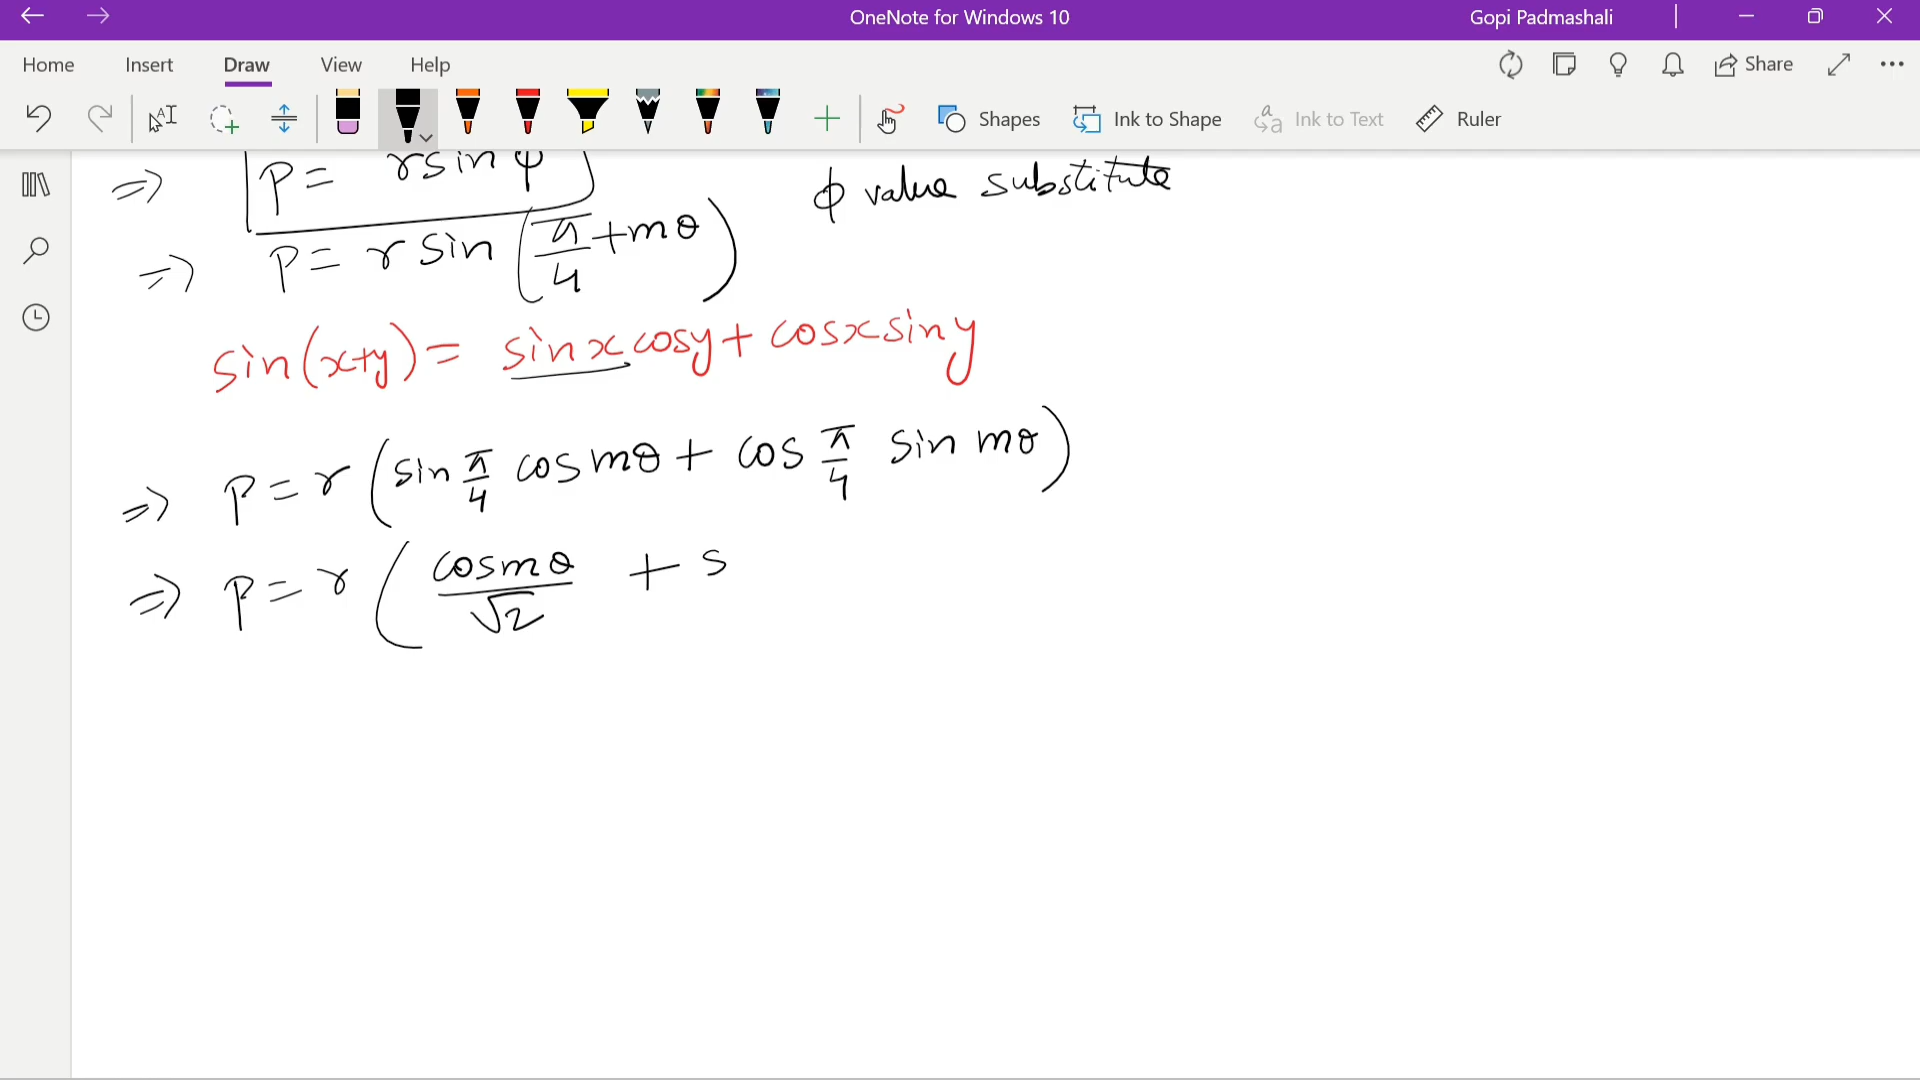 OneNote for Windows 10
Gopi Padmashali
Home Insert Draw View Help
Share
Shapes Ink to Shape Ink to Text Ruler
⇒ p = r sin φ φ value substitute
⇒ p = r sin (π/4 + mθ)
sin(x+y) = sinx cosy + cosx siny
⇒ p = r (sin π/4 cos mθ + cos π/4 sin mθ)
⇒ p = r ( cos mθ/√2 + s